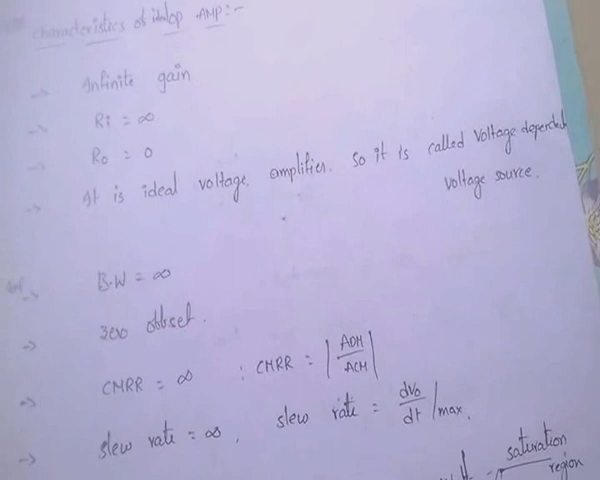 characteristics of ideal op AMP:-
-> Infinite gain
-> Ri = ∞
-> Ro = 0
-> It is ideal voltage amplifier. So it is called Voltage dependent voltage source.
-> B.W = ∞
-> zero offset.
-> CMRR = ∞ ; CMRR = |ADM/ACM|
-> slew rate = ∞, slew rate = dvo/dt /max.
saturation
region